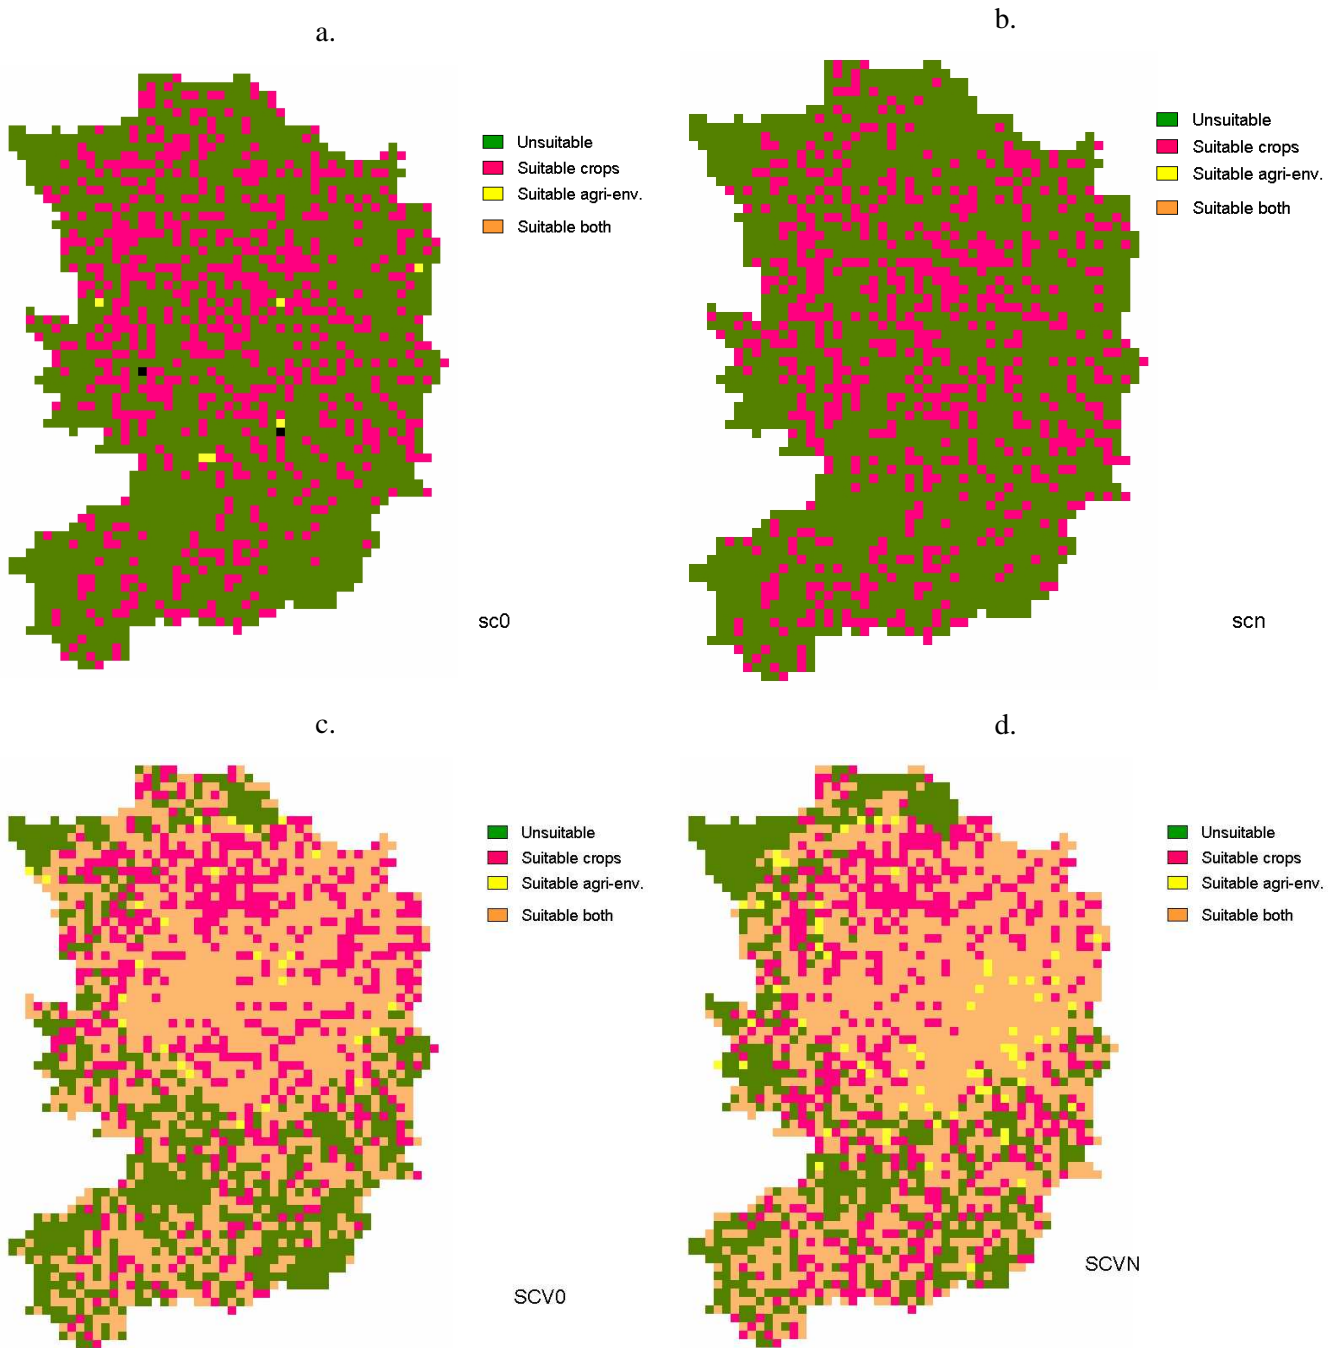 a.
Unsuitable
Suitable crops
Suitable agri-env.
Suitable both
sc0
b.
Unsuitable
Suitable crops
Suitable agri-env.
Suitable both
scn
c.
Unsuitable
Suitable crops
Suitable agri-env.
Suitable both
SCV0
d.
Unsuitable
Suitable crops
Suitable agri-env.
Suitable both
SCVN